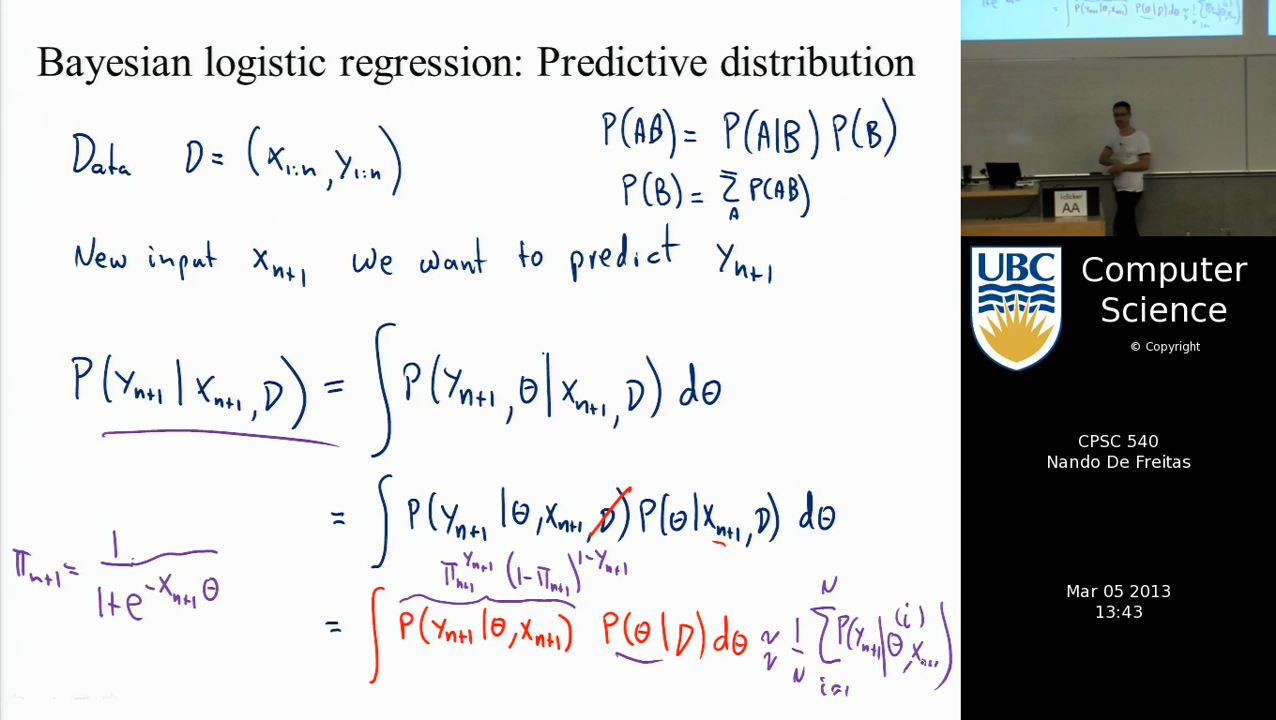 Bayesian logistic regression: Predictive distribution
Data D = (x₁:ₙ, y₁:ₙ)
P(AB) = P(A|B) P(B)
P(B) = Σ_A P(AB)
New input xₙ₊₁ we want to predict yₙ₊₁
P(yₙ₊₁ | xₙ₊₁, D) = ∫ P(yₙ₊₁, θ | xₙ₊₁, D) dθ
= ∫ P(yₙ₊₁ | θ, xₙ₊₁, D) P(θ | xₙ₊₁, D) dθ
πₙ₊₁ = 1 / (1 + e^(-xₙ₊₁ θ))
πₙ₊₁^(yₙ₊₁) (1 - πₙ₊₁)^(1-yₙ₊₁)
= ∫ P(yₙ₊₁ | θ, xₙ₊₁) P(θ | D) dθ ≈ 1/N Σ_{i=1}^{N} P(yₙ₊₁ | θ^(i), xₙ₊₁)
iclicker
AA
UBC
Computer
Science
© Copyright
CPSC 540
Nando De Freitas
Mar 05 2013
13:43